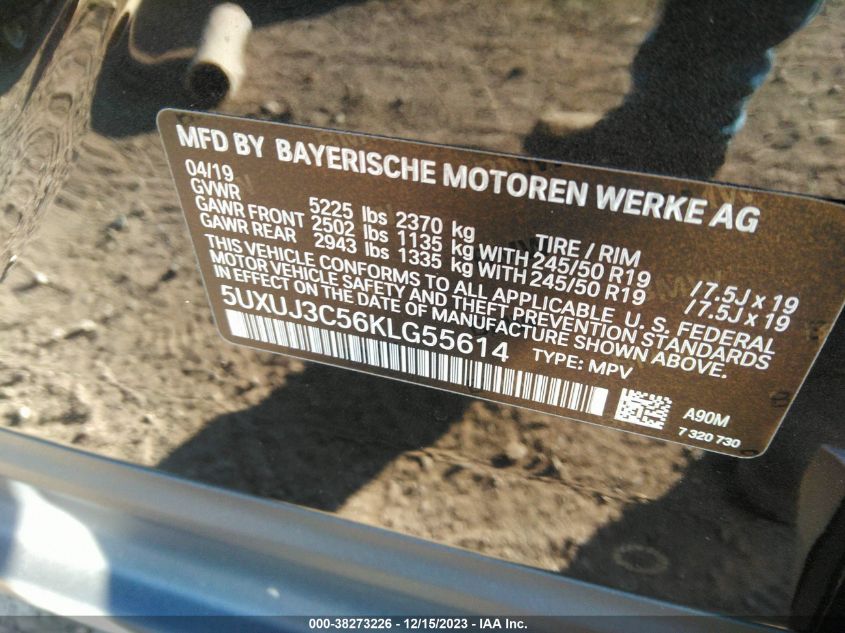 MFD BY BAYERISCHE MOTOREN WERKE AG
04/19
GVWR 5225 lbs 2370 kg TIRE / RIM
GAWR FRONT 2502 lbs 1135 kg WITH 245/50 R19 /7.5J x 19
GAWR REAR 2943 lbs 1335 kg WITH 245/50 R19 /7.5J x 19
THIS VEHICLE CONFORMS TO ALL APPLICABLE U. S. FEDERAL
MOTOR VEHICLE SAFETY AND THEFT PREVENTION STANDARDS
IN EFFECT ON THE DATE OF MANUFACTURE SHOWN ABOVE.
5UXUJ3C56KLG55614 TYPE: MPV
A90M
7 320 730
000-38273226 - 12/15/2023 - IAA Inc.